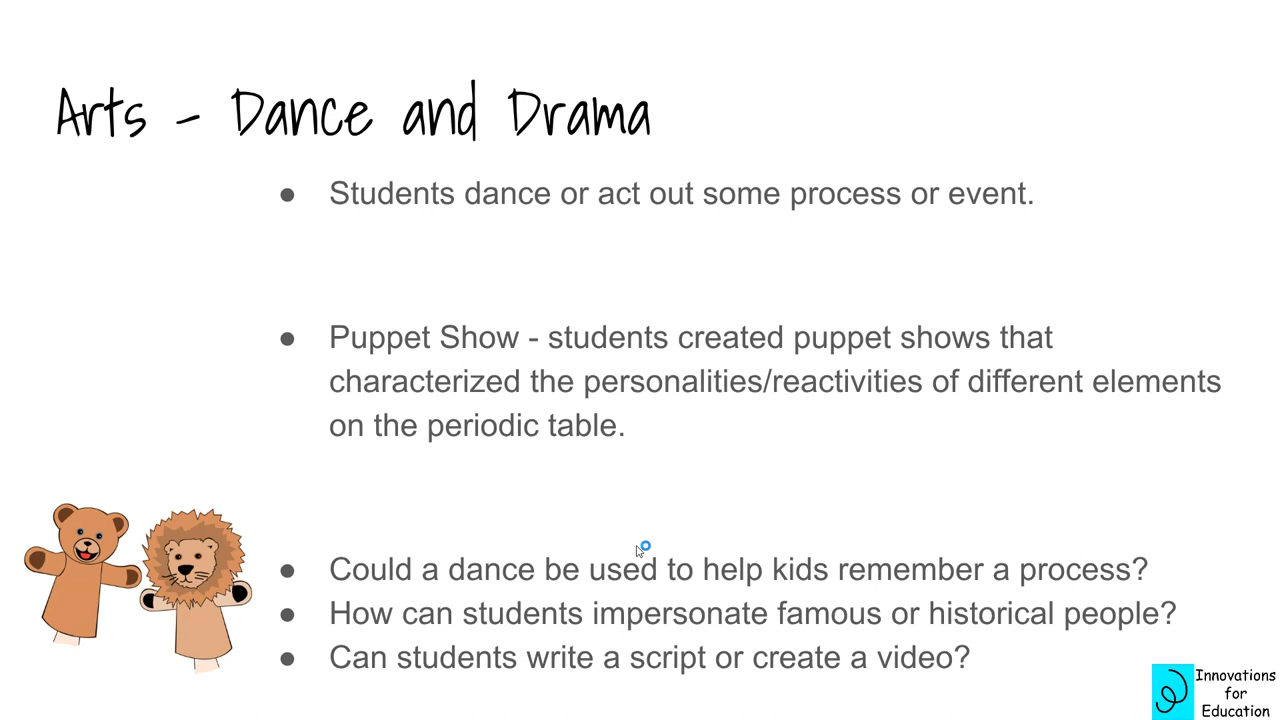 Arts - Dance and Drama
● Students dance or act out some process or event.
● Puppet Show - students created puppet shows that
characterized the personalities/reactivities of different elements
on the periodic table.
● Could a dance be used to help kids remember a process?
● How can students impersonate famous or historical people?
● Can students write a script or create a video?
Innovations
for
Education